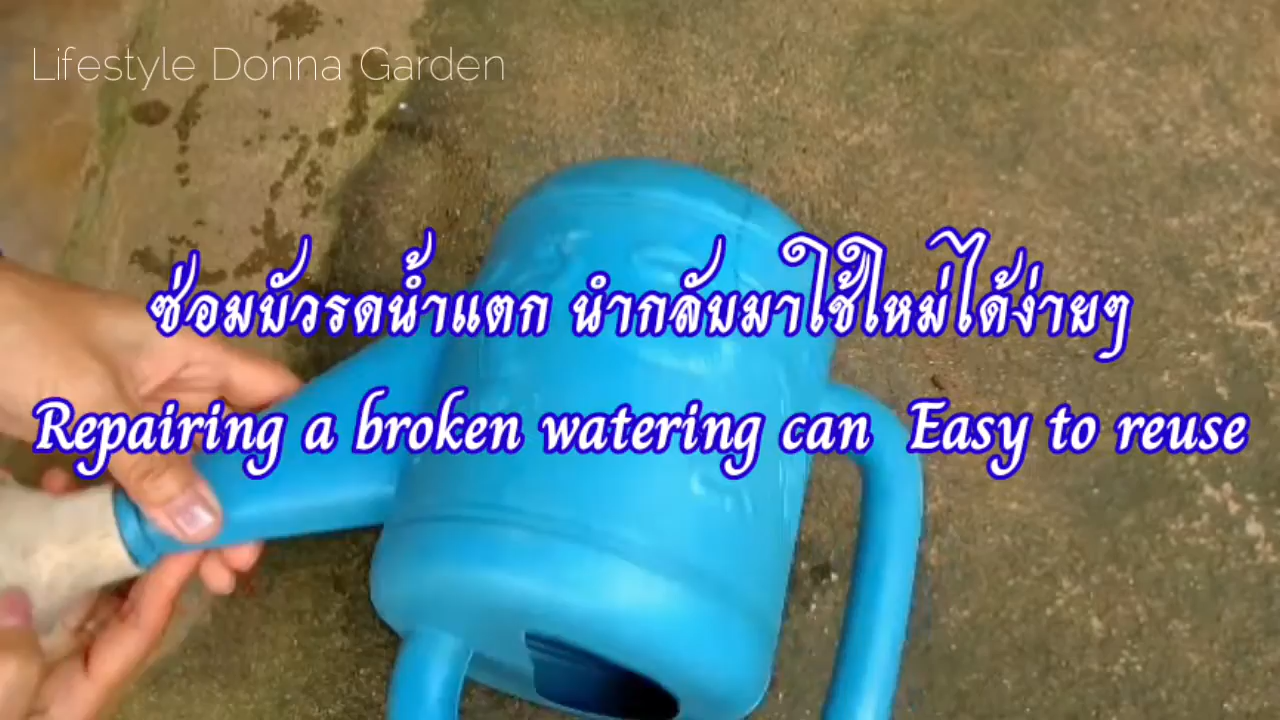 Lifestyle Donna Garden
ซ่อมบัวรดน้ำแตก นำกลับมาใช้ใหม่ได้ง่ายๆ
Repairing a broken watering can Easy to reuse